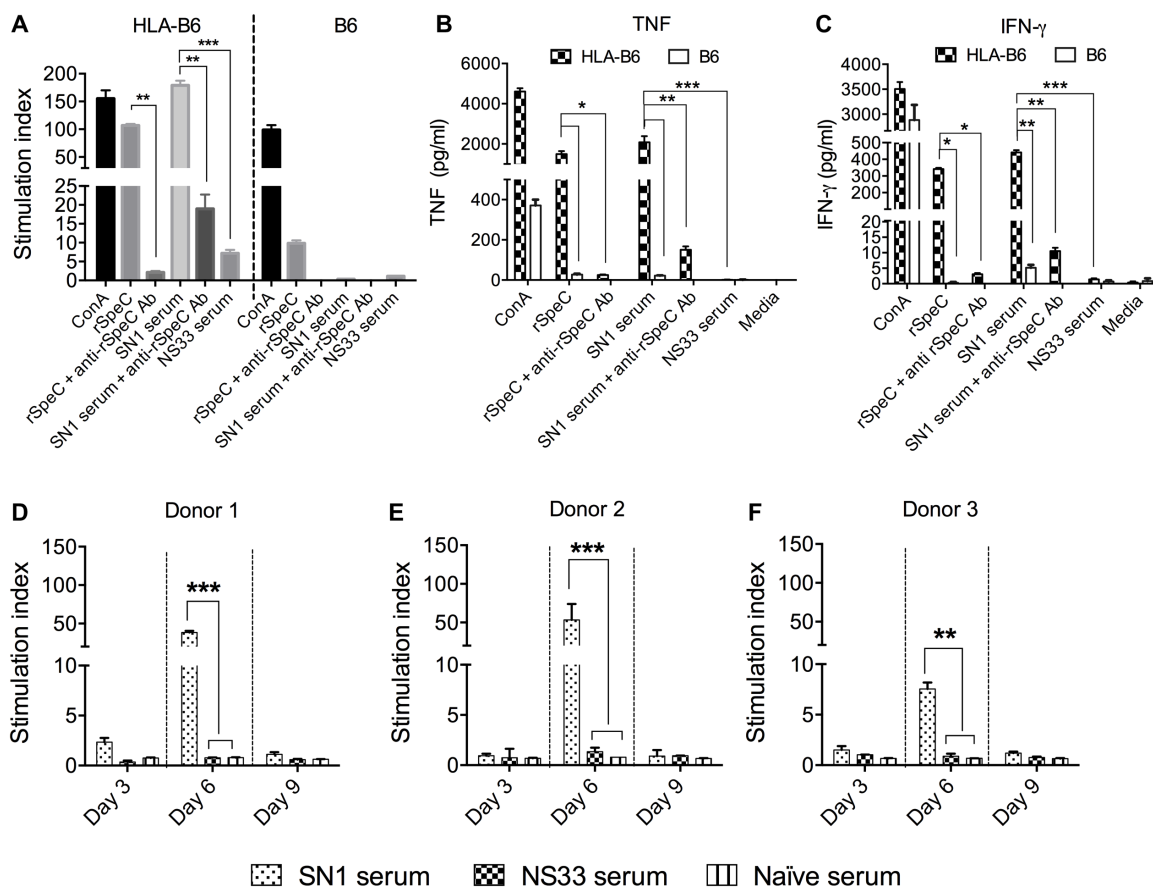 A
HLA-B6
B6
Stimulation index
200
150
100
50
25
20
15
10
5
0
**
**
***
ConA
rSpeC
rSpeC + anti-rSpeC Ab
SN1 serum
SN1 serum + anti-rSpeC Ab
NS33 serum
ConA
rSpeC
rSpeC + anti-rSpeC Ab
SN1 serum
SN1 serum + anti-rSpeC Ab
NS33 serum
B
TNF
HLA-B6
B6
TNF (pg/ml)
6000
4000
2000
400
200
0
*
**
***
ConA
rSpeC
rSpeC + anti-rSpeC Ab
SN1 serum
SN1 serum + anti-rSpeC Ab
NS33 serum
Media
C
IFN-γ
HLA-B6
B6
IFN-γ (pg/ml)
4000
3500
3000
500
400
300
200
10
5
0
*
*
**
**
***
ConA
rSpeC
rSpeC + anti rSpeC Ab
SN1 serum
SN1 serum + anti-rSpeC Ab
NS33 serum
Media
D
Donor 1
Stimulation index
150
100
50
10
5
0
***
Day 3
Day 6
Day 9
E
Donor 2
Stimulation index
150
100
50
10
5
0
***
Day 3
Day 6
Day 9
F
Donor 3
Stimulation index
150
100
50
10
5
0
**
Day 3
Day 6
Day 9
SN1 serum
NS33 serum
Naïve serum